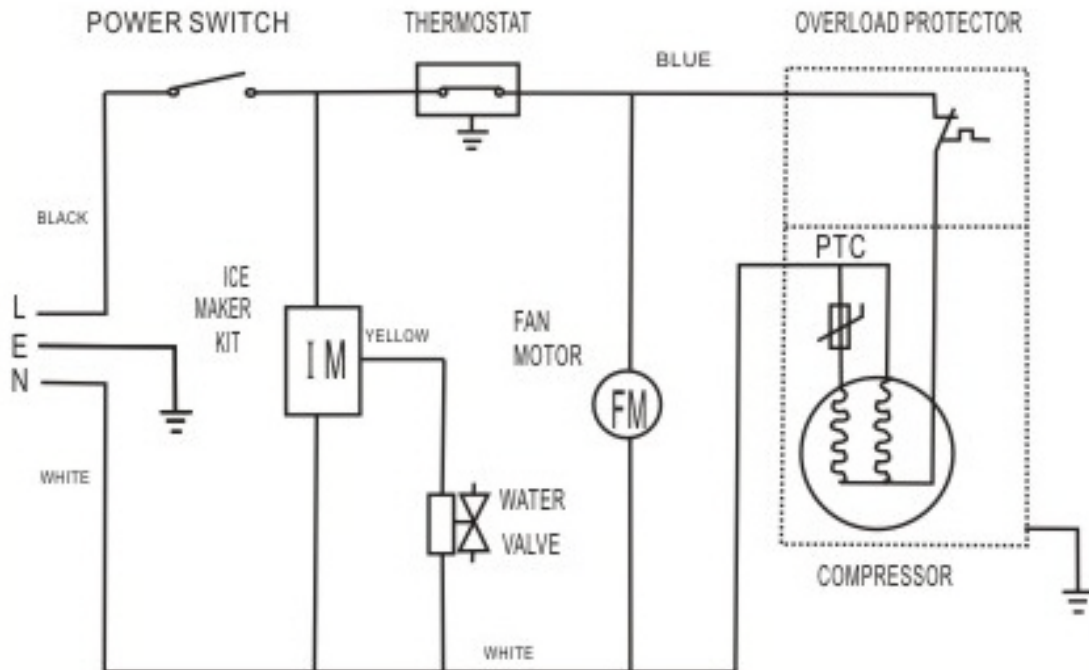 POWER SWITCH
THERMOSTAT
OVERLOAD PROTECTOR
BLUE
BLACK
PTC
L
E
N
ICE
MAKER
KIT
IM
YELLOW
FAN
MOTOR
FM
WHITE
WATER
VALVE
COMPRESSOR
WHITE